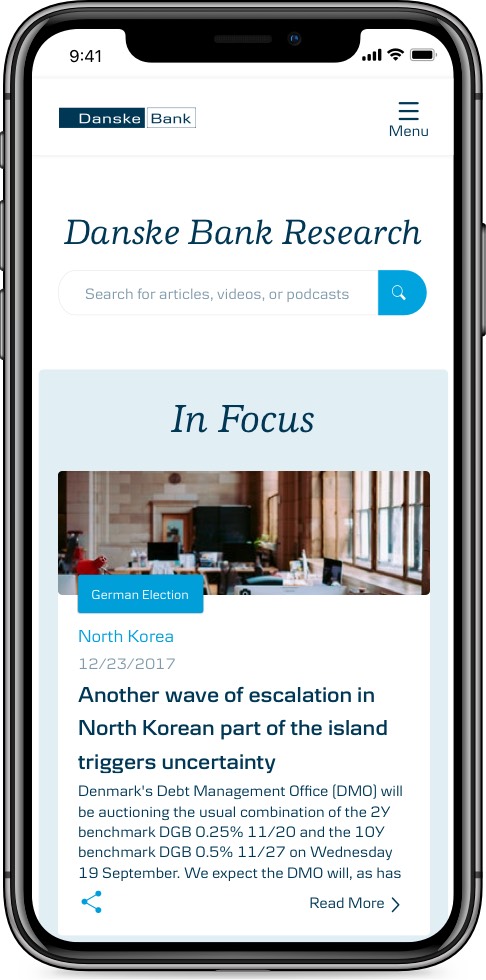 9:41
Danske Bank
Menu
Danske Bank Research
Search for articles, videos, or podcasts
In Focus
German Election
North Korea
12/23/2017
Another wave of escalation in
North Korean part of the island
triggers uncertainty
Denmark's Debt Management Office (DMO) will
be auctioning the usual combination of the 2Y
benchmark DGB 0.25% 11/20 and the 10Y
benchmark DGB 0.5% 11/27 on Wednesday
19 September. We expect the DMO will, as has
Read More